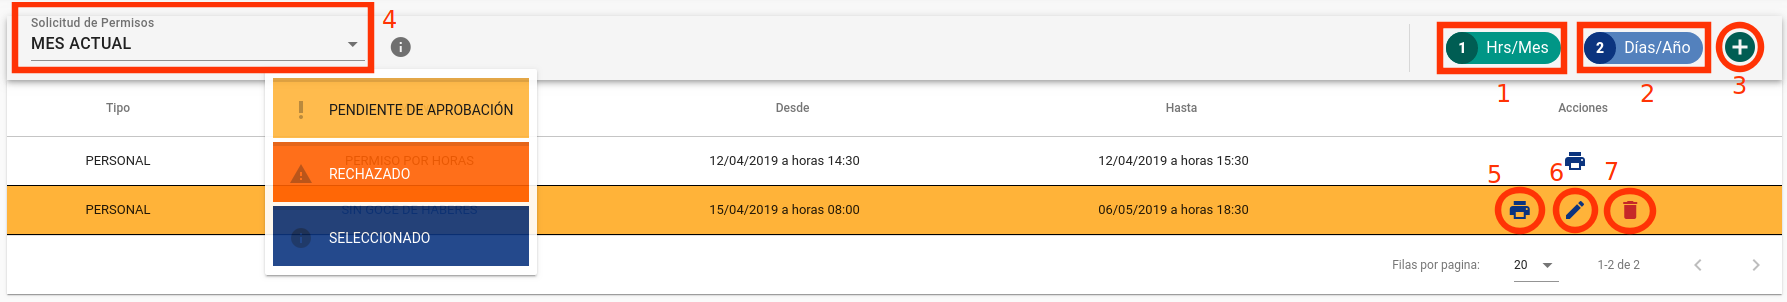 Solicitud de Permisos
MES ACTUAL
4
1 Hrs/Mes
2 Días/Año
1
2
3
Tipo
Desde
Hasta
Acciones
PENDIENTE DE APROBACIÓN
PERSONAL
PERMISO POR HORAS
12/04/2019 a horas 14:30
12/04/2019 a horas 15:30
RECHAZADO
5
6
7
PERSONAL
SIN GOCE DE HABERES
15/04/2019 a horas 08:00
06/05/2019 a horas 18:30
SELECCIONADO
Filas por pagina:
20
1-2 de 2